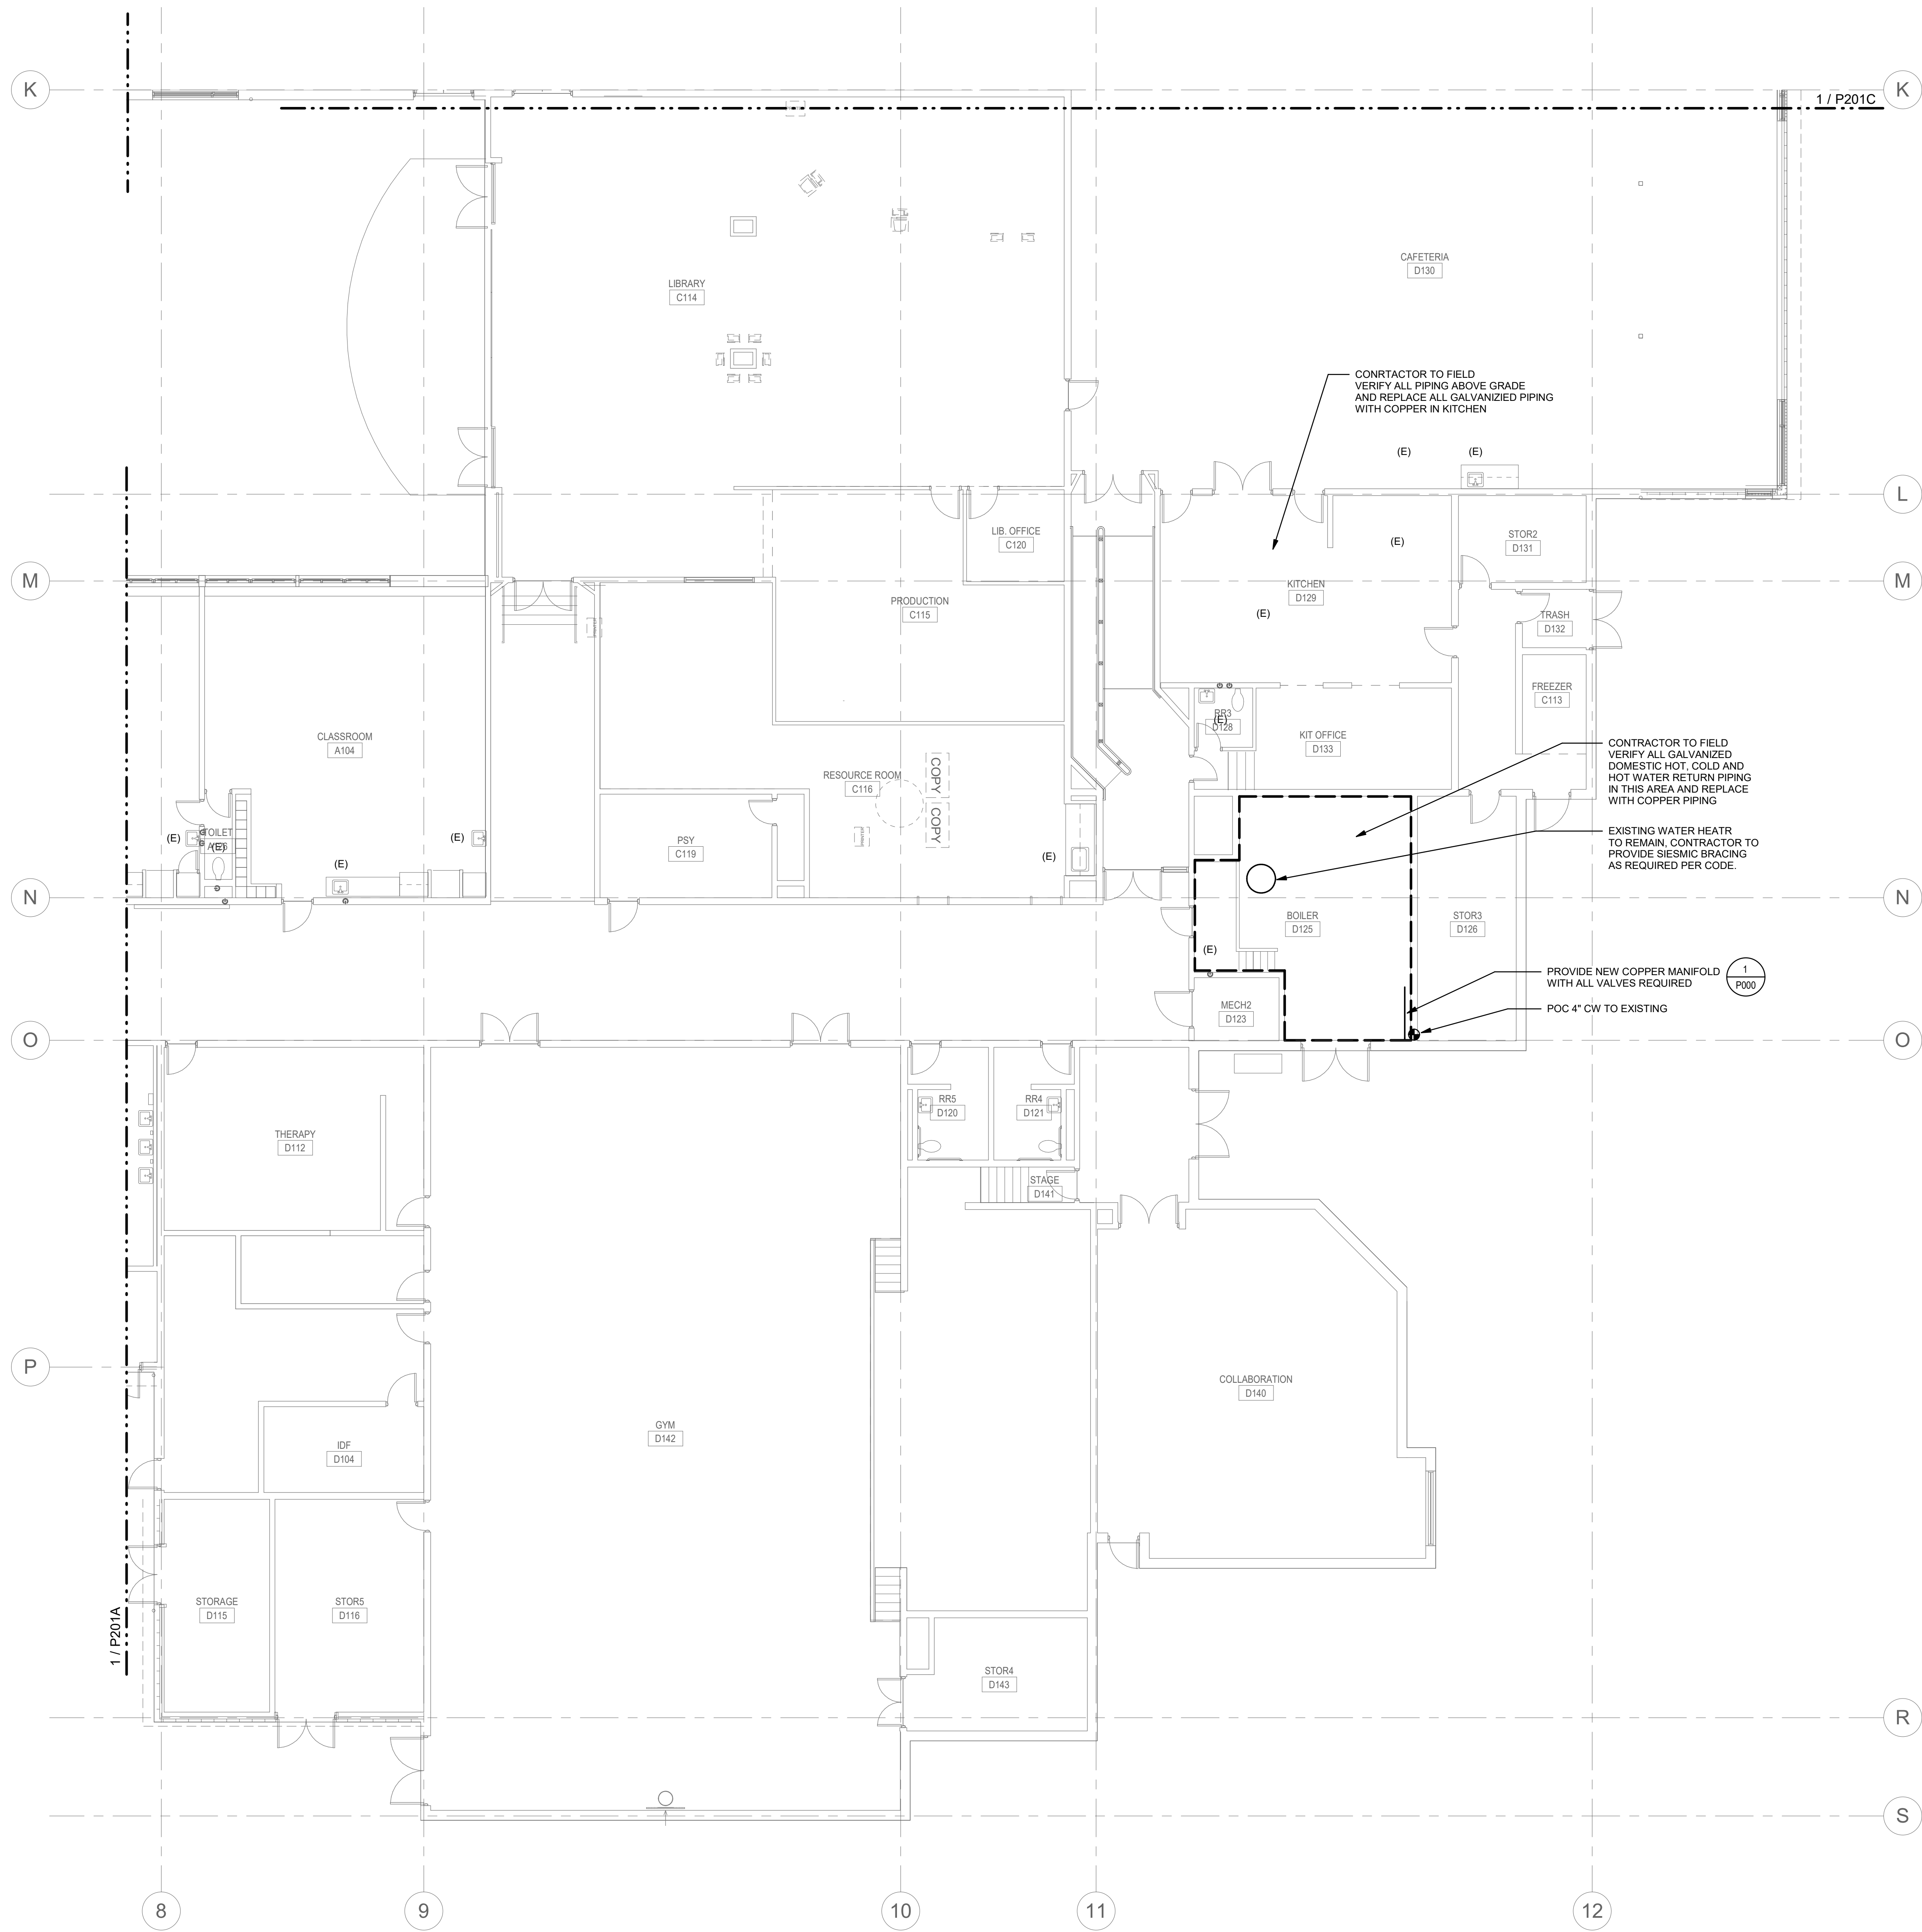 K
K
1 / P201C
LIBRARY
C114
CAFETERIA
D130
CONRTACTOR TO FIELD
VERIFY ALL PIPING ABOVE GRADE
AND REPLACE ALL GALVANIZIED PIPING
WITH COPPER IN KITCHEN
(E)
(E)
L
LIB. OFFICE
C120
(E)
STOR2
D131
M
M
KITCHEN
D129
PRODUCTION
C115
(E)
TRASH
D132
FREEZER
C113
RR3
D128
(E)
CLASSROOM
A104
KIT OFFICE
D133
CONTRACTOR TO FIELD
VERIFY ALL GALVANIZED
DOMESTIC HOT, COLD AND
HOT WATER RETURN PIPING
IN THIS AREA AND REPLACE
WITH COPPER PIPING
RESOURCE ROOM
C116
COPY
COPY
(E)
TOILET
(E)
(E)
(E)
PSY
C119
(E)
EXISTING WATER HEATR
TO REMAIN, CONTRACTOR TO
PROVIDE SIESMIC BRACING
AS REQUIRED PER CODE.
N
N
BOILER
D125
STOR3
D126
(E)
PROVIDE NEW COPPER MANIFOLD
WITH ALL VALVES REQUIRED
1
P000
MECH2
D123
POC 4" CW TO EXISTING
O
O
RR5
D120
RR4
D121
THERAPY
D112
STAGE
D141
P
COLLABORATION
D140
GYM
D142
IDF
D104
STORAGE
D115
STOR5
D116
1 / P201A
STOR4
D143
R
S
8
9
10
11
12